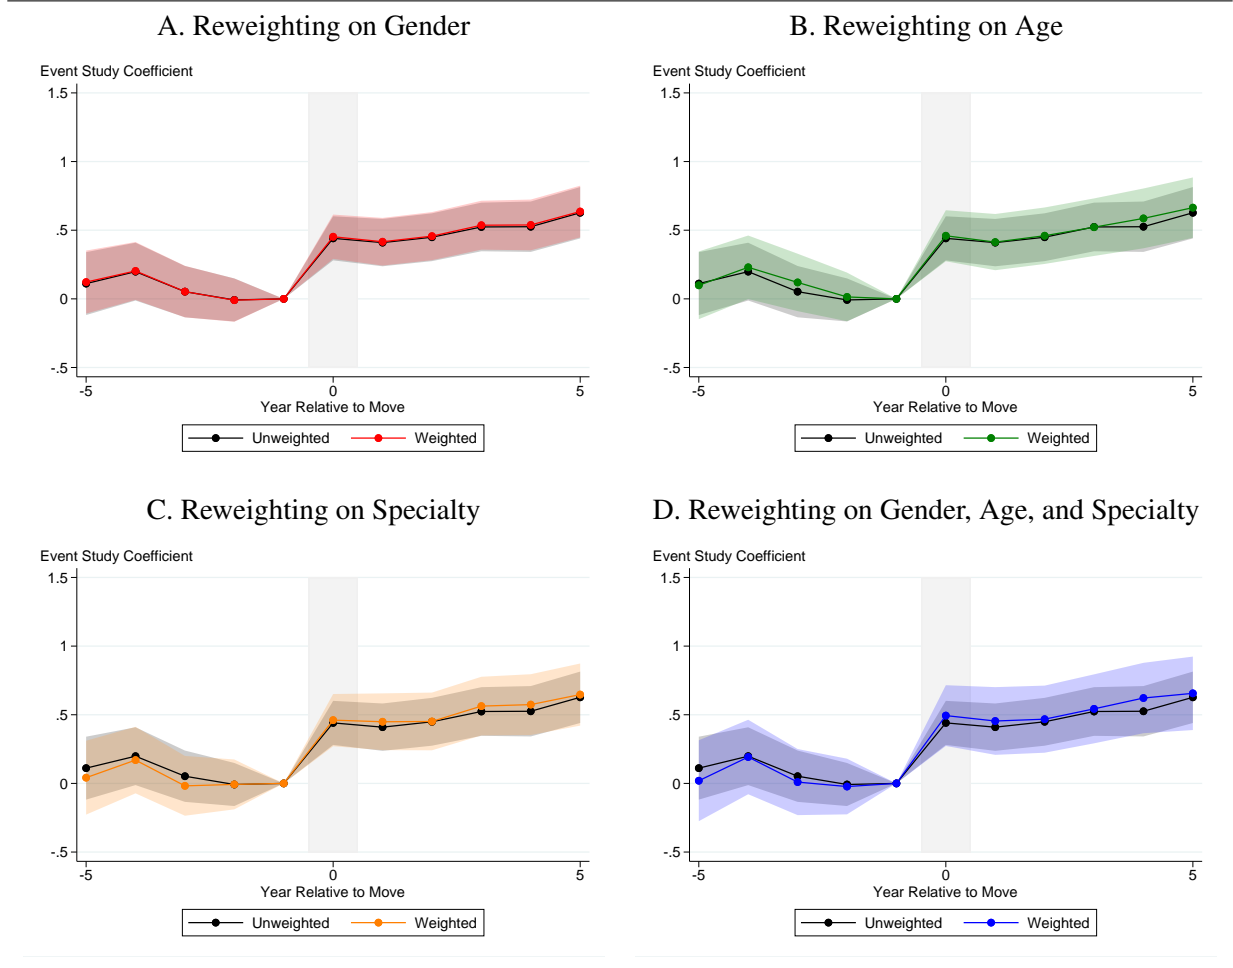 A. Reweighting on Gender
Event Study Coefficient
1.5
1
.5
0
-.5
-5
0
5
Year Relative to Move
Unweighted
Weighted
B. Reweighting on Age
Event Study Coefficient
1.5
1
.5
0
-.5
-5
0
5
Year Relative to Move
Unweighted
Weighted
C. Reweighting on Specialty
Event Study Coefficient
1.5
1
.5
0
-.5
-5
0
5
Year Relative to Move
Unweighted
Weighted
D. Reweighting on Gender, Age, and Specialty
Event Study Coefficient
1.5
1
.5
0
-.5
-5
0
5
Year Relative to Move
Unweighted
Weighted